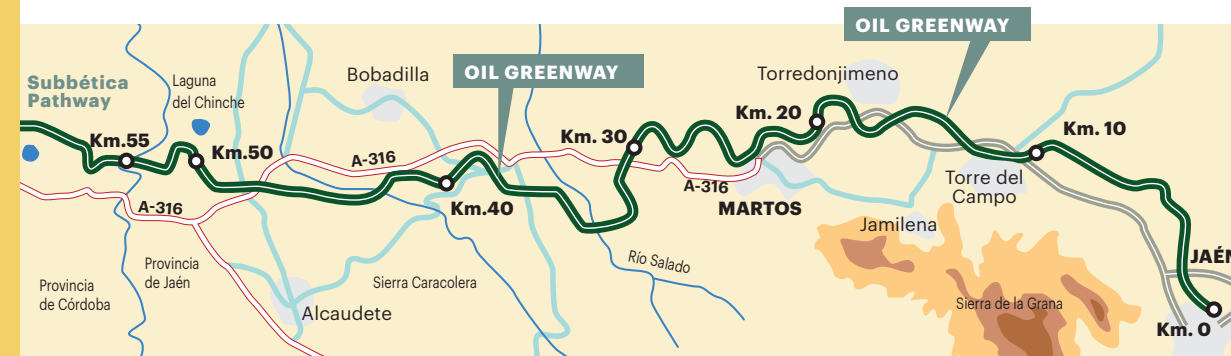 OIL GREENWAY
OIL GREENWAY
Subbética
Pathway
Laguna
del Chinche
Bobadilla
Torredonjimeno
Km.55
Km.50
A-316
Km. 30
Km. 20
Km. 10
A-316
Km.40
A-316
MARTOS
Torre del
Campo
Jamilena
JAÉN
Provincia
de Córdoba
Provincia
de Jaén
Sierra Caracolera
Río Salado
Sierra de la Grana
Alcaudete
Km. 0